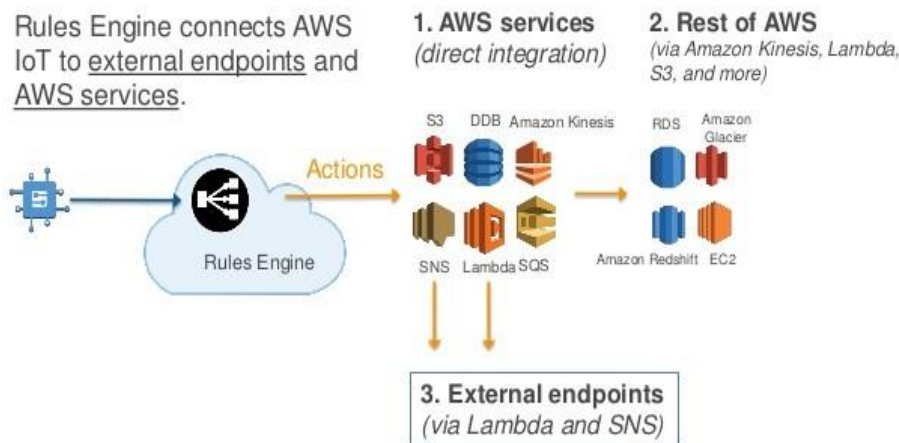 Rules Engine connects AWS
IoT to external endpoints and
AWS services.
1. AWS services
(direct integration)
2. Rest of AWS
(via Amazon Kinesis, Lambda,
S3, and more)
S3 DDB Amazon Kinesis
RDS Amazon
Glacier
Actions
Rules Engine
SNS Lambda SQS
Amazon Redshift EC2
3. External endpoints
(via Lambda and SNS)